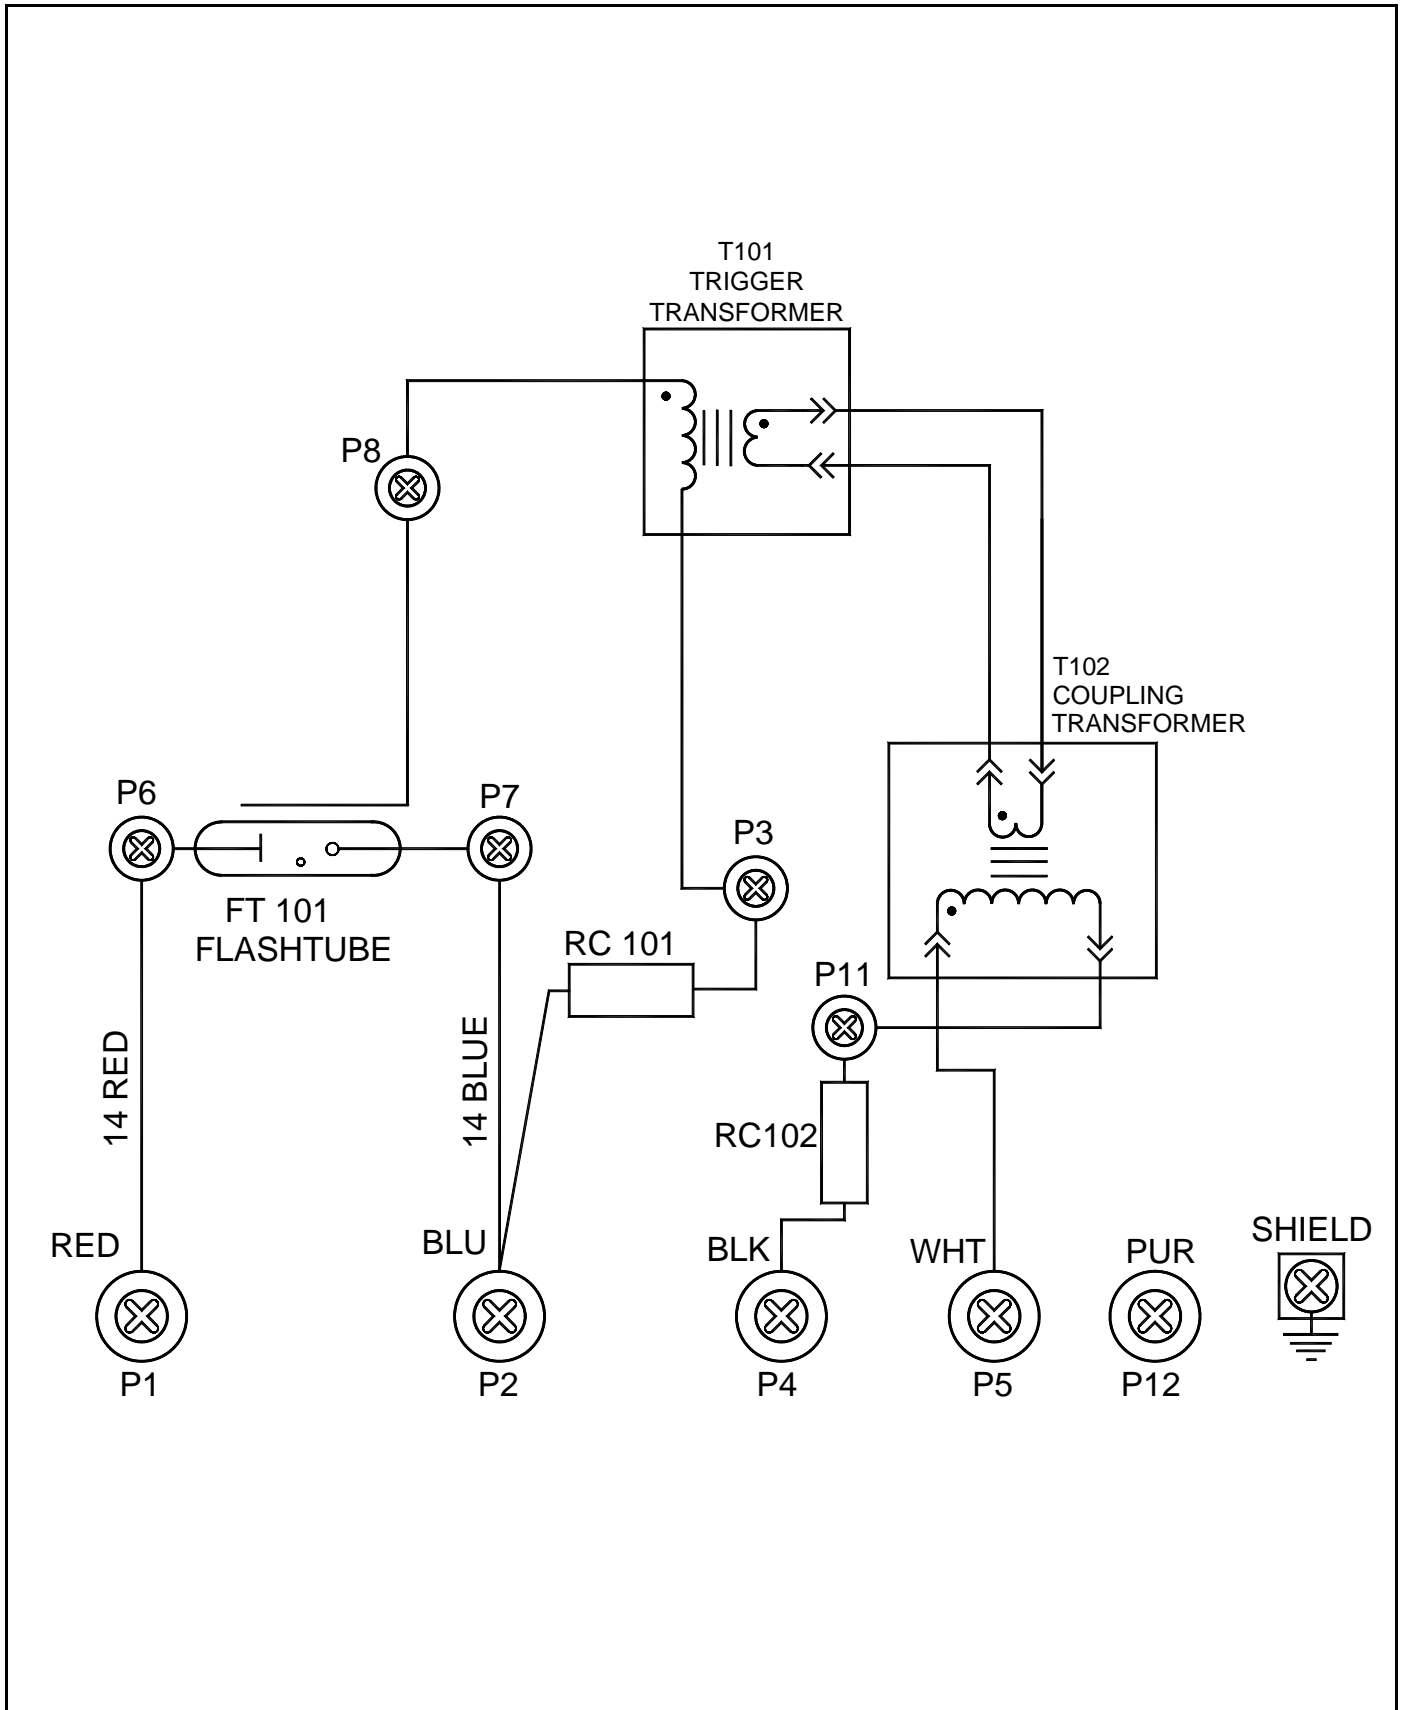 T101
TRIGGER
TRANSFORMER
P8
T102
COUPLING
TRANSFORMER
P6
P7
P3
FT 101
FLASHTUBE
RC 101
P11
14 RED
14 BLUE
RC102
RED
BLU
BLK
WHT
PUR
SHIELD
P1
P2
P4
P5
P12